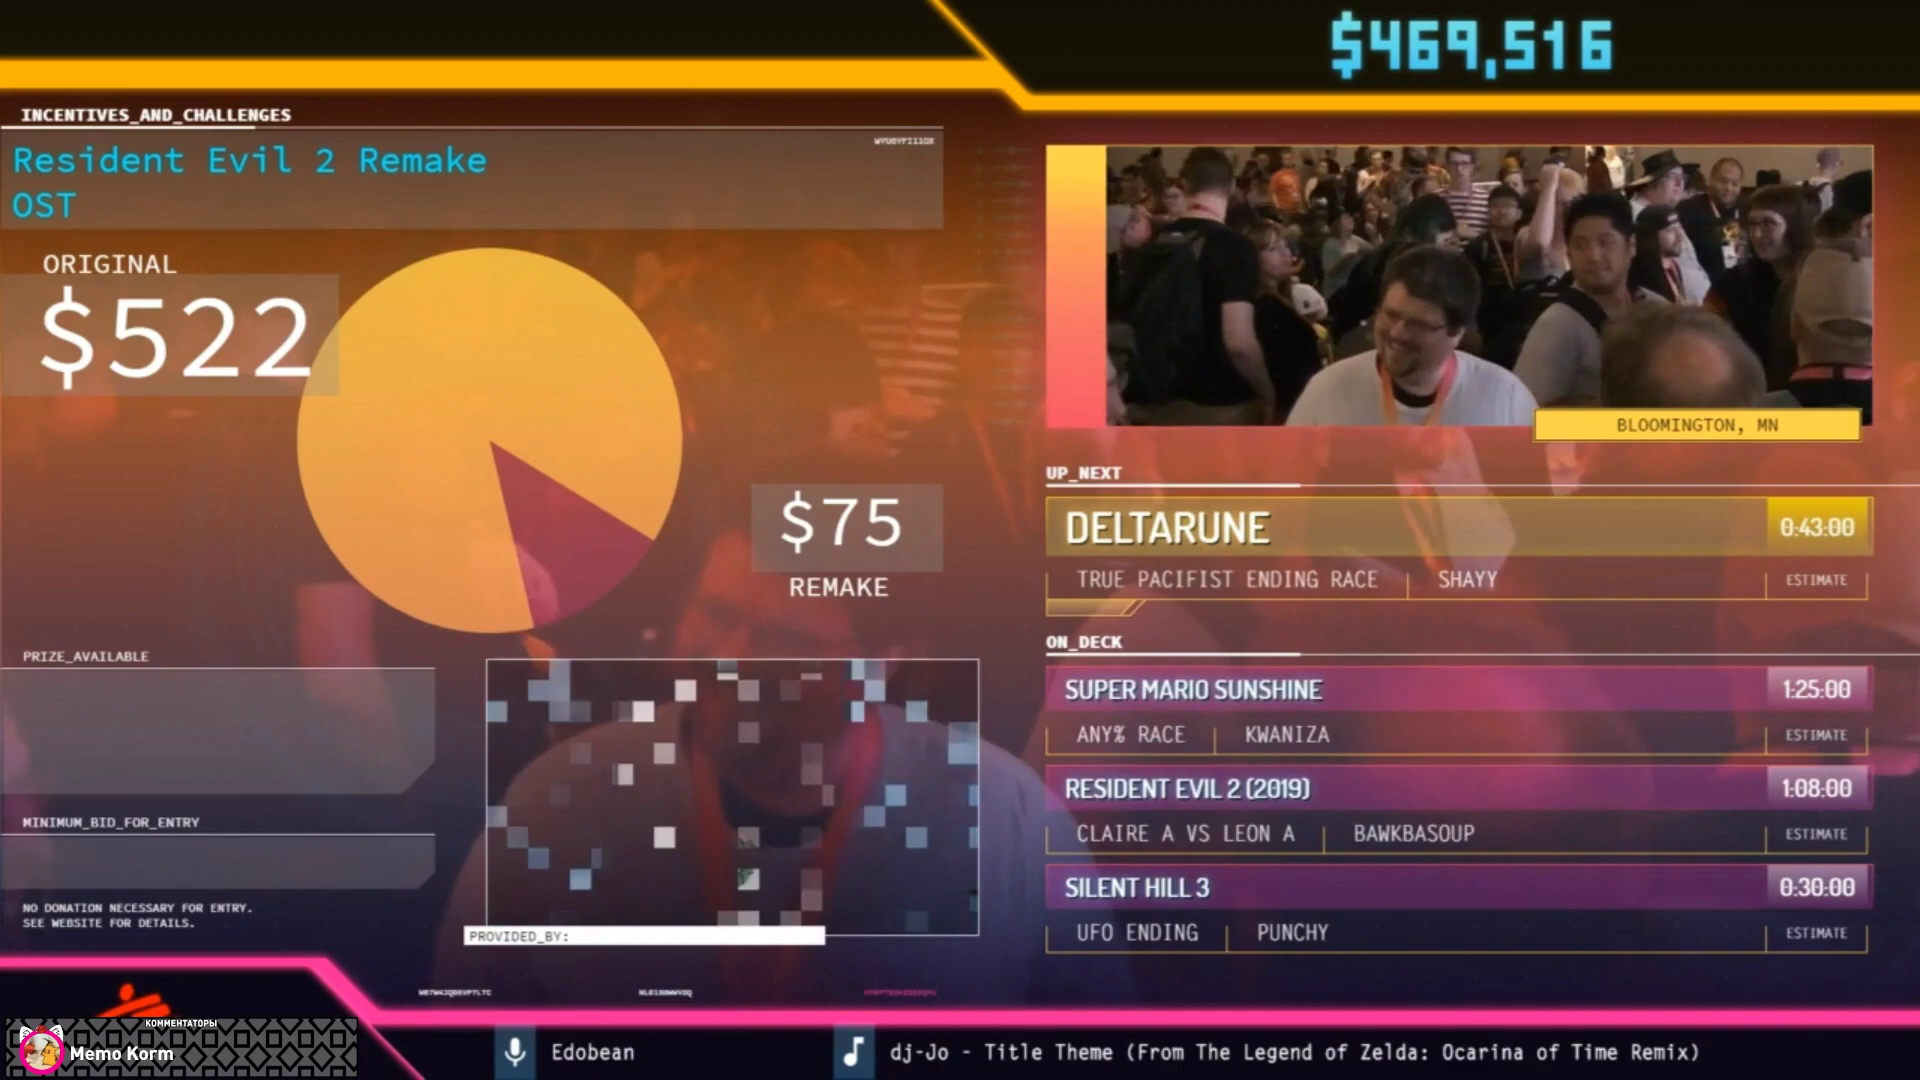 $469,516
INCENTIVES_AND_CHALLENGES
Resident Evil 2 Remake
OST
ORIGINAL
$522
$75
REMAKE
PRIZE_AVAILABLE
MINIMUM_BID_FOR_ENTRY
NO DONATION NECESSARY FOR ENTRY.
SEE WEBSITE FOR DETAILS.
PROVIDED_BY:
BLOOMINGTON, MN
UP_NEXT
DELTARUNE 0:43:00
TRUE PACIFIST ENDING RACE SHAYY ESTIMATE
ON_DECK
SUPER MARIO SUNSHINE 1:25:00
ANY% RACE KWANIZA ESTIMATE
RESIDENT EVIL 2 (2019) 1:08:00
CLAIRE A VS LEON A BAWKBASOUP ESTIMATE
SILENT HILL 3 0:30:00
UFO ENDING PUNCHY ESTIMATE
КОММЕНТАТОРЫ
Memo Korm
Edobean
dj-Jo - Title Theme (From The Legend of Zelda: Ocarina of Time Remix)